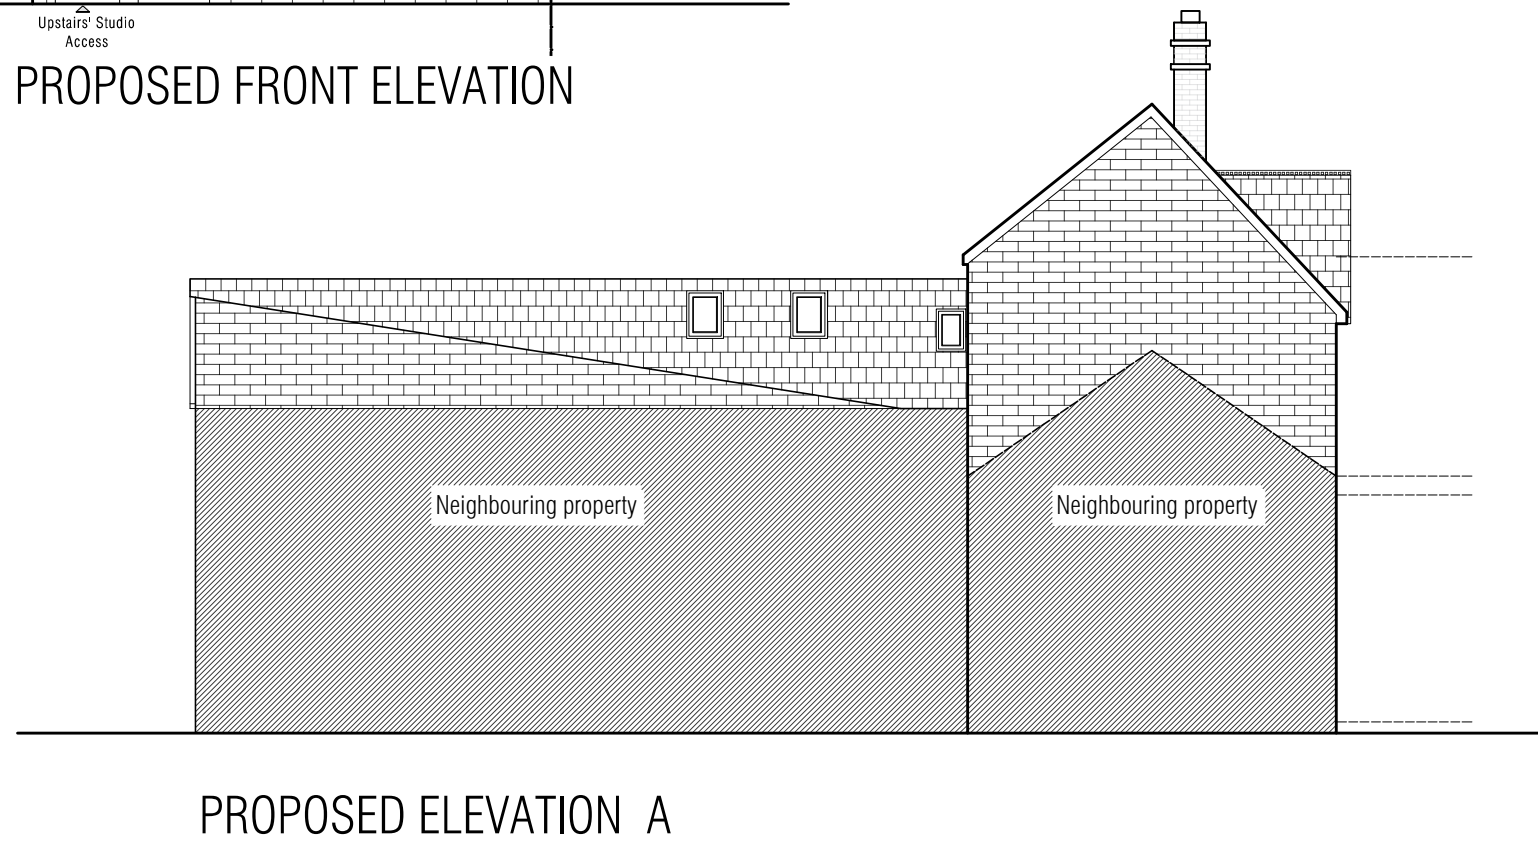 Upstairs' Studio
Access
PROPOSED FRONT ELEVATION
Neighbouring property
Neighbouring property
PROPOSED ELEVATION A